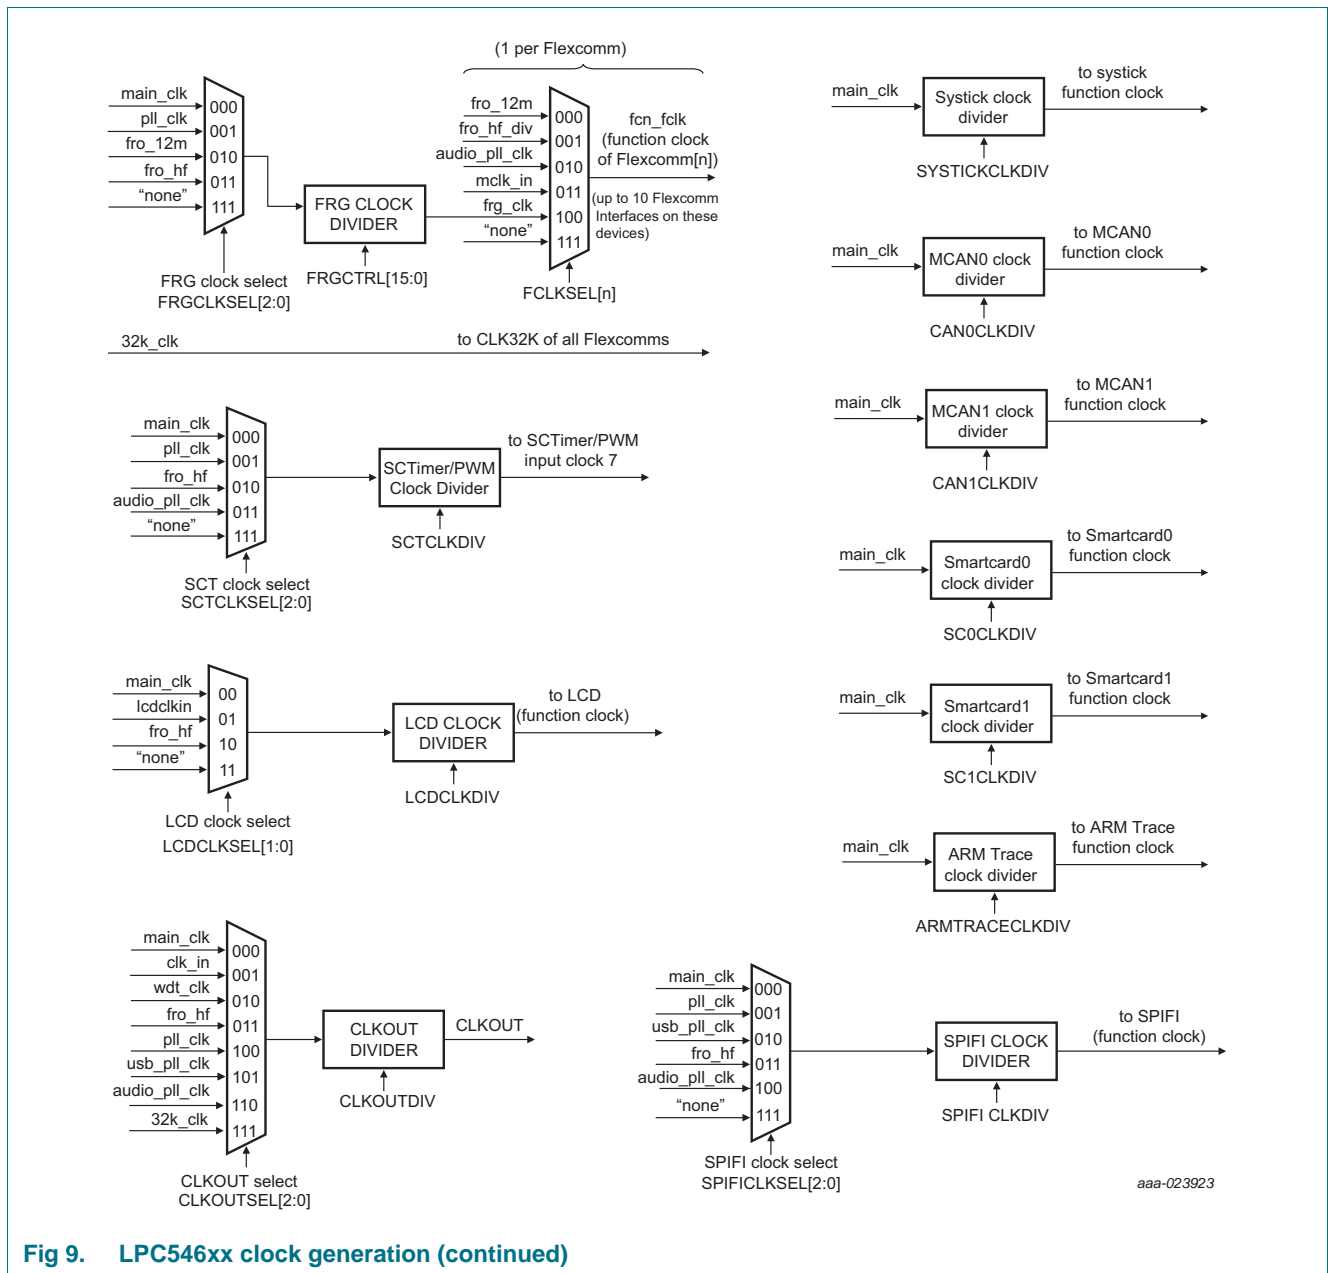 (1 per Flexcomm)
main_clk
pll_clk
fro_12m
fro_hf
“none”
000
001
010
011
111
FRG clock select
FRGCLKSEL[2:0]
FRG CLOCK
DIVIDER
FRGCTRL[15:0]
fro_12m
fro_hf_div
audio_pll_clk
mclk_in
frg_clk
“none”
000
001
010
011
100
111
FCLKSEL[n]
fcn_fclk
(function clock
of Flexcomm[n])
(up to 10 Flexcomm
Interfaces on these
devices)
32k_clk
to CLK32K of all Flexcomms
main_clk
pll_clk
fro_hf
audio_pll_clk
“none”
000
001
010
011
111
SCT clock select
SCTCLKSEL[2:0]
SCTimer/PWM
Clock Divider
SCTCLKDIV
to SCTimer/PWM
input clock 7
main_clk
lcdclkin
fro_hf
“none”
00
01
10
11
LCD clock select
LCDCLKSEL[1:0]
LCD CLOCK
DIVIDER
LCDCLKDIV
to LCD
(function clock)
main_clk
clk_in
wdt_clk
fro_hf
pll_clk
usb_pll_clk
audio_pll_clk
32k_clk
000
001
010
011
100
101
110
111
CLKOUT select
CLKOUTSEL[2:0]
CLKOUT
DIVIDER
CLKOUTDIV
CLKOUT
main_clk
Systick clock
divider
SYSTICKCLKDIV
to systick
function clock
main_clk
MCAN0 clock
divider
CAN0CLKDIV
to MCAN0
function clock
main_clk
MCAN1 clock
divider
CAN1CLKDIV
to MCAN1
function clock
main_clk
Smartcard0
clock divider
SC0CLKDIV
to Smartcard0
function clock
main_clk
Smartcard1
clock divider
SC1CLKDIV
to Smartcard1
function clock
main_clk
ARM Trace
clock divider
ARMTRACECLKDIV
to ARM Trace
function clock
main_clk
pll_clk
usb_pll_clk
fro_hf
audio_pll_clk
“none”
000
001
010
011
100
111
SPIFI clock select
SPIFICLKSEL[2:0]
SPIFI CLOCK
DIVIDER
SPIFI CLKDIV
to SPIFI
(function clock)
aaa-023923
Fig 9. LPC546xx clock generation (continued)